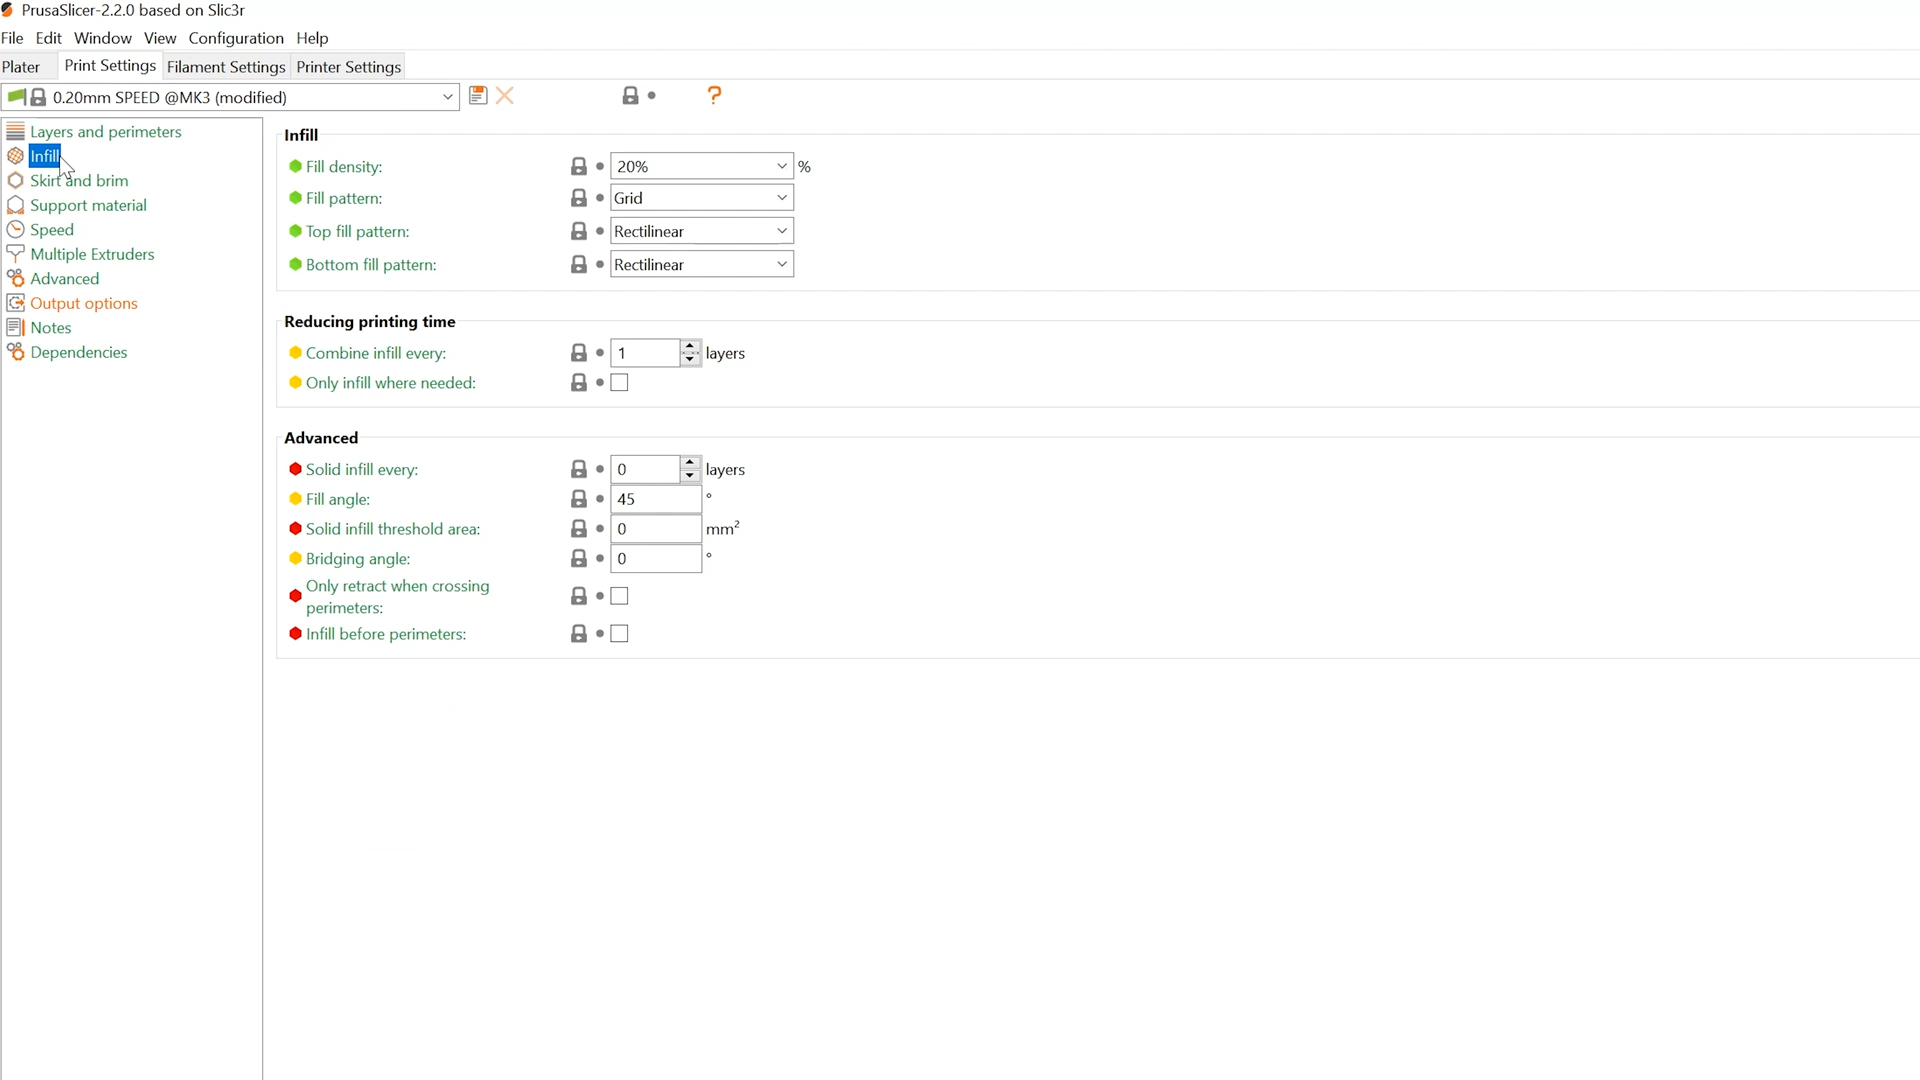 PrusaSlicer-2.2.0 based on Slic3r
File Edit Window View Configuration Help
Plater Print Settings Filament Settings Printer Settings
0.20mm SPEED @MK3 (modified) ?
Layers and perimeters
Infill
Skirt and brim
Support material
Speed
Multiple Extruders
Advanced
Output options
Notes
Dependencies
Infill
Fill density: 20% %
Fill pattern: Grid
Top fill pattern: Rectilinear
Bottom fill pattern: Rectilinear
Reducing printing time
Combine infill every: 1 layers
Only infill where needed:
Advanced
Solid infill every: 0 layers
Fill angle: 45 °
Solid infill threshold area: 0 mm²
Bridging angle: 0 °
Only retract when crossing
perimeters:
Infill before perimeters: